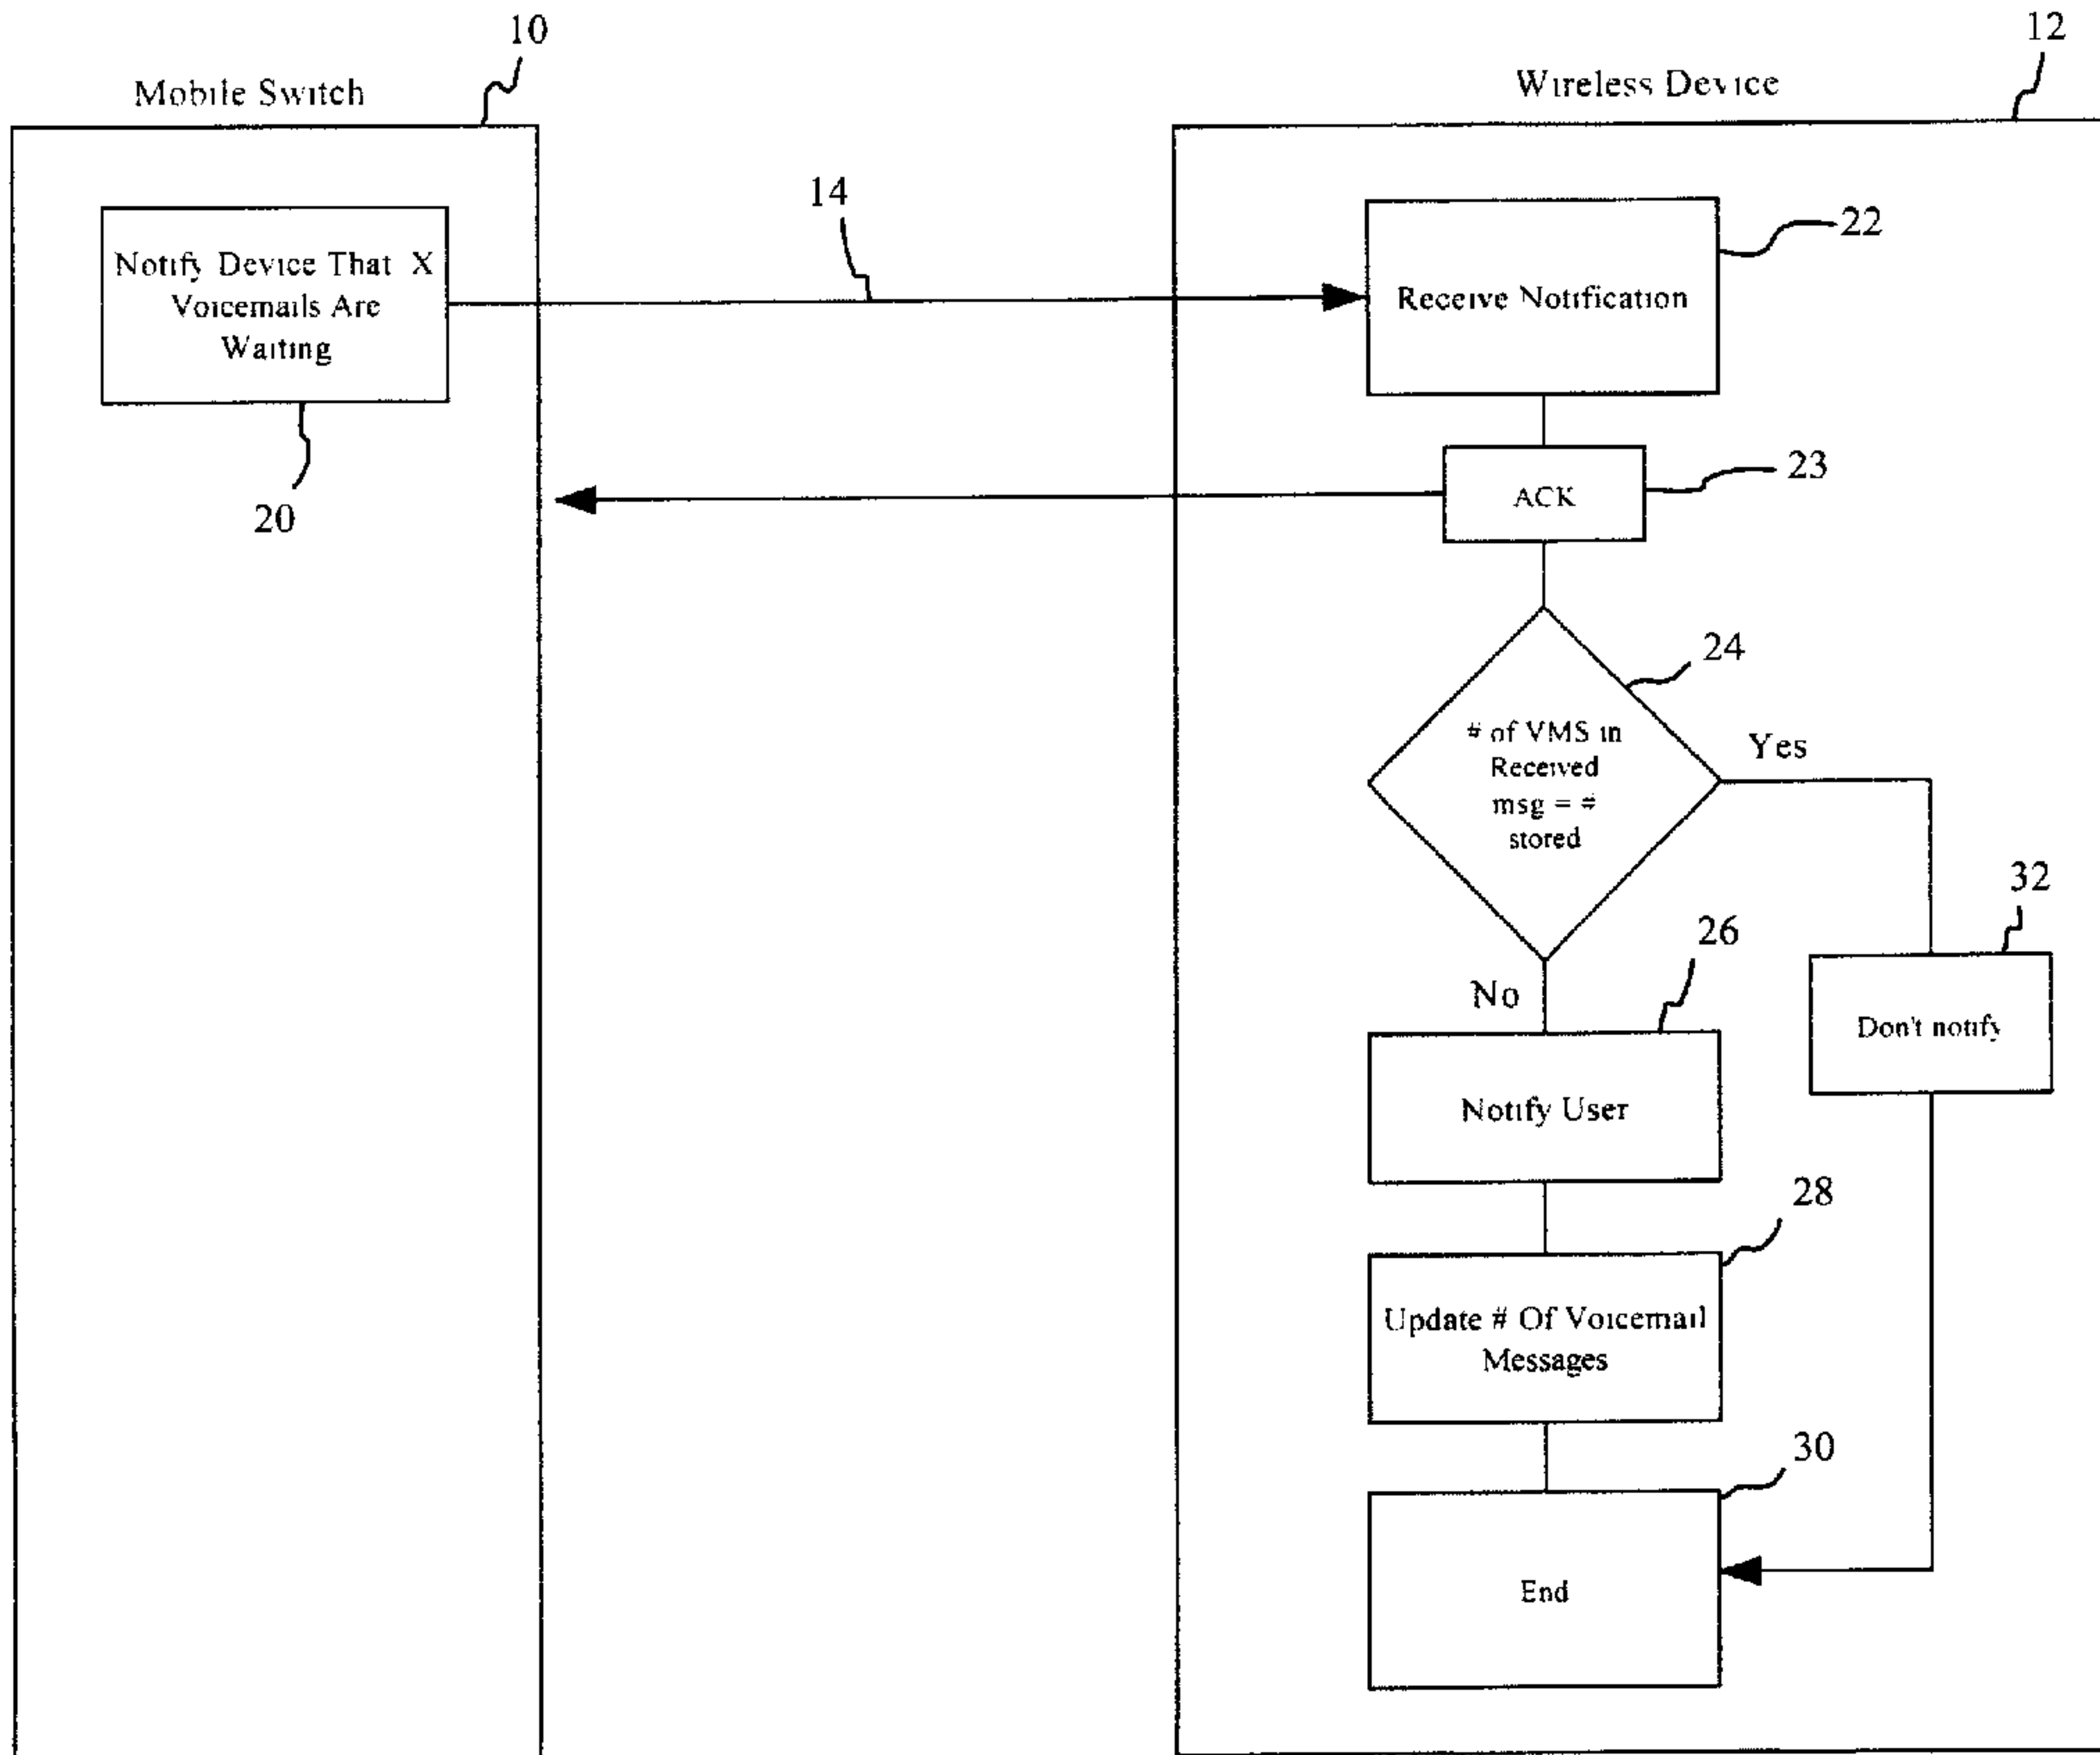 10
12
Mobile Switch
Wireless Device
14
Notify Device That X
Voicemails Are
Waiting
22
Receive Notification
20
23
ACK
24
# of VMS in
Received
msg = #
stored
Yes
32
26
No
Don't notify
Notify User
28
Update # Of Voicemail
Messages
30
End